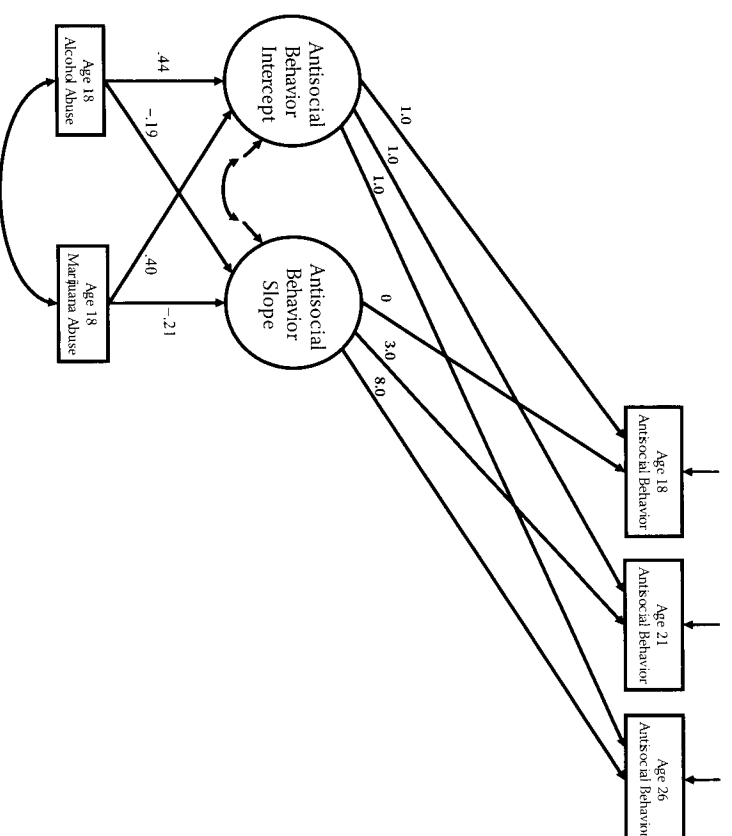 Age 18
Antisocial Behavior
Age 21
Antisocial Behavior
Age 26
Antisocial Behavior
1.0
1.0
1.0
0
3.0
8.0
Antisocial
Behavior
Intercept
Antisocial
Behavior
Slope
.44
-.19
.40
-.21
Age 18
Alcohol Abuse
Age 18
Marijuana Abuse